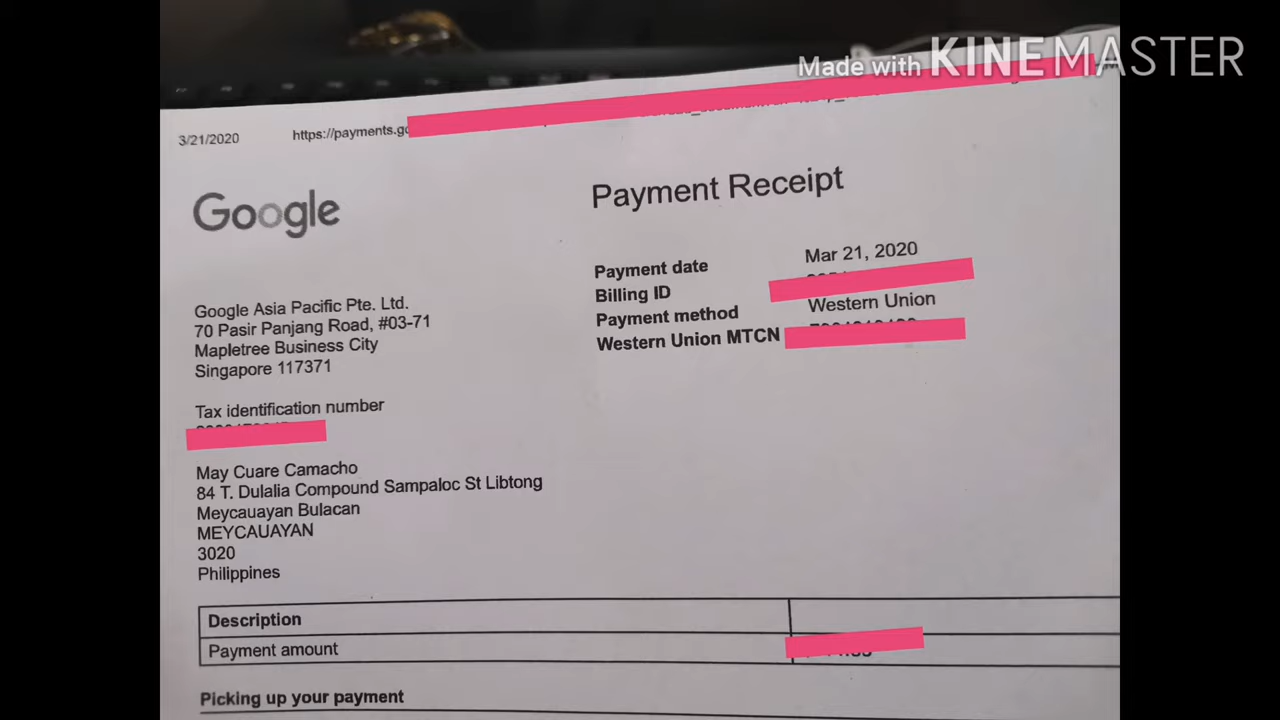 Made with KINEMASTER
3/21/2020 https://payments.go
Google
Payment Receipt
Payment date Mar 21, 2020
Billing ID
Payment method Western Union
Western Union MTCN
Google Asia Pacific Pte. Ltd.
70 Pasir Panjang Road, #03-71
Mapletree Business City
Singapore 117371
Tax identification number
May Cuare Camacho
84 T. Dulalia Compound Sampaloc St Libtong
Meycauayan Bulacan
MEYCAUAYAN
3020
Philippines
Description
Payment amount
Picking up your payment